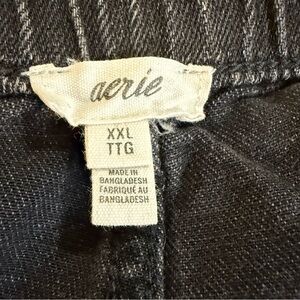 aerie
XXL
TTG
MADE IN
BANGLADESH
FABRIQUÉ AU
BANGLADESH